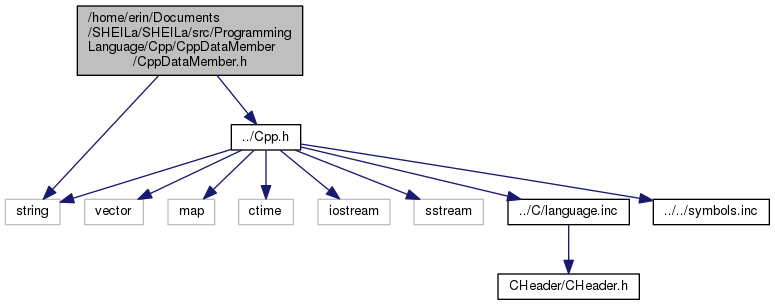 /home/erin/Documents
/SHEILa/SHEILa/src/Programming
Language/Cpp/CppDataMember
/CppDataMember.h
../Cpp.h
string
vector
map
ctime
iostream
sstream
../C/language.inc
../../symbols.inc
CHeader/CHeader.h